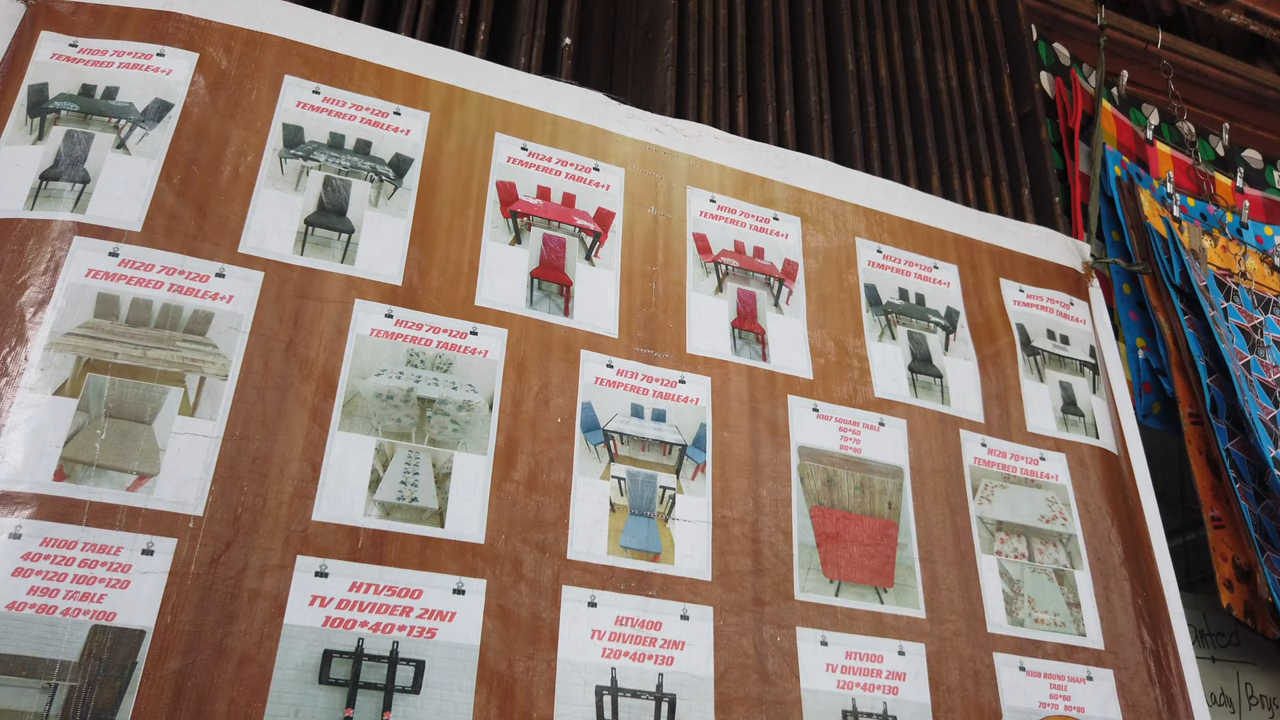 H109 70*120
TEMPERED TABLE4+1
H113 70*120
TEMPERED TABLE4+1
H124 70*120
TEMPERED TABLE4+1
H110 70*120
TEMPERED TABLE4+1
H123 70*120
TEMPERED TABLE4+1
H115 70*120
TEMPERED TABLE4+1
H120 70*120
TEMPERED TABLE4+1
H129 70*120
TEMPERED TABLE4+1
H131 70*120
TEMPERED TABLE4+1
H107 SQUARE TABLE
60*60
70*70
80*80
H128 70*120
TEMPERED TABLE4+1
H100 TABLE
40*120 60*120
80*120 100*120
H90 TABLE
40*80 40*100
HTV500
TV DIVIDER 2IN1
100*40*135
HTV400
TV DIVIDER 2IN1
120*40*130
HTV100
TV DIVIDER 2IN1
120*40*130
H108 ROUND SHAPE
TABLE
60*60
70*70 80*80